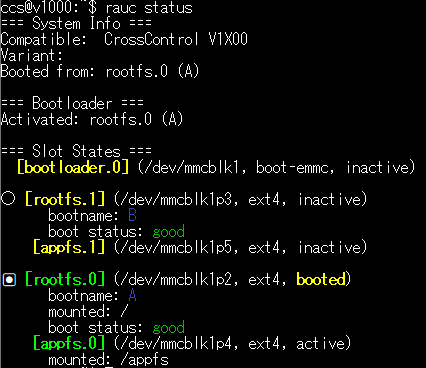 ccs@v1000:~$ rauc status
=== System Info ===
Compatible:  CrossControl V1X00
Variant:
Booted from: rootfs.0 (A)
=== Bootloader ===
Activated: rootfs.0 (A)
=== Slot States ===
[bootloader.0] (/dev/mmcblk1, boot-emmc, inactive)
[rootfs.1] (/dev/mmcblk1p3, ext4, inactive)
bootname: B
boot status: good
[appfs.1] (/dev/mmcblk1p5, ext4, inactive)
[rootfs.0] (/dev/mmcblk1p2, ext4, booted)
bootname: A
mounted: /
boot status: good
[appfs.0] (/dev/mmcblk1p4, ext4, active)
mounted: /appfs